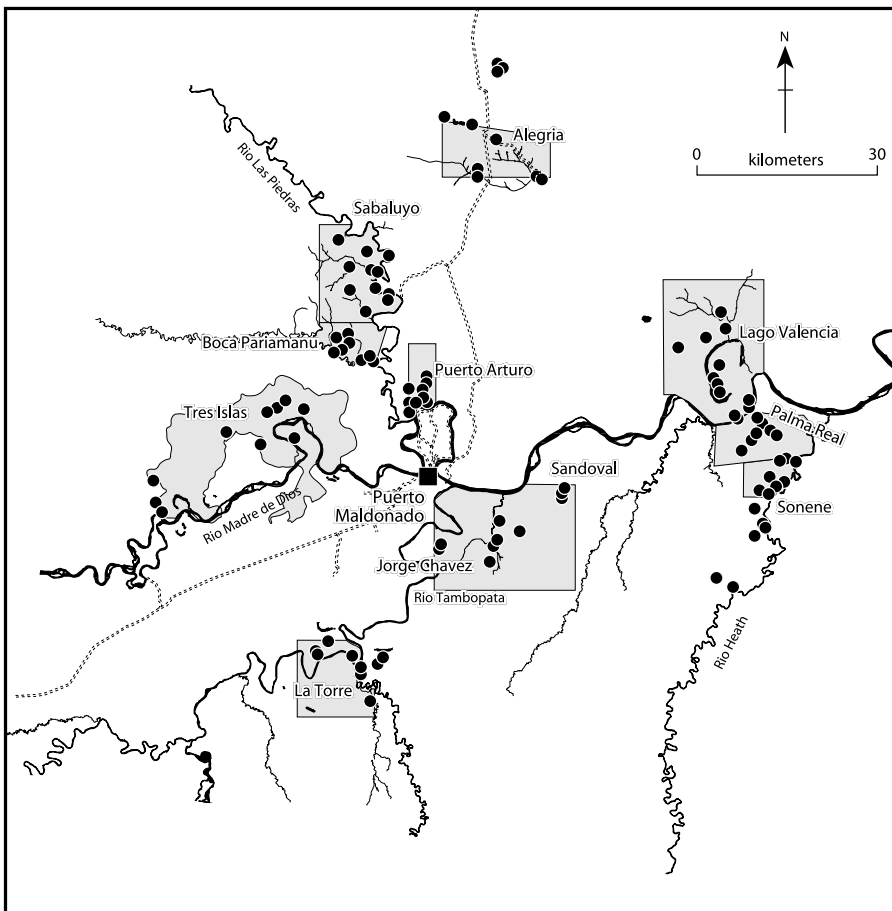 N
Alegria
0
30
kilometers
Rio Las Piedras
Sabaluyo
Lago Valencia
Boca Pariamanu
Puerto Arturo
Tres Islas
Palma Real
Sandoval
Puerto
Maldonado
Rio Madre de Dios
Sonene
Jorge Chavez
Rio Tambopata
Rio Heath
La Torre